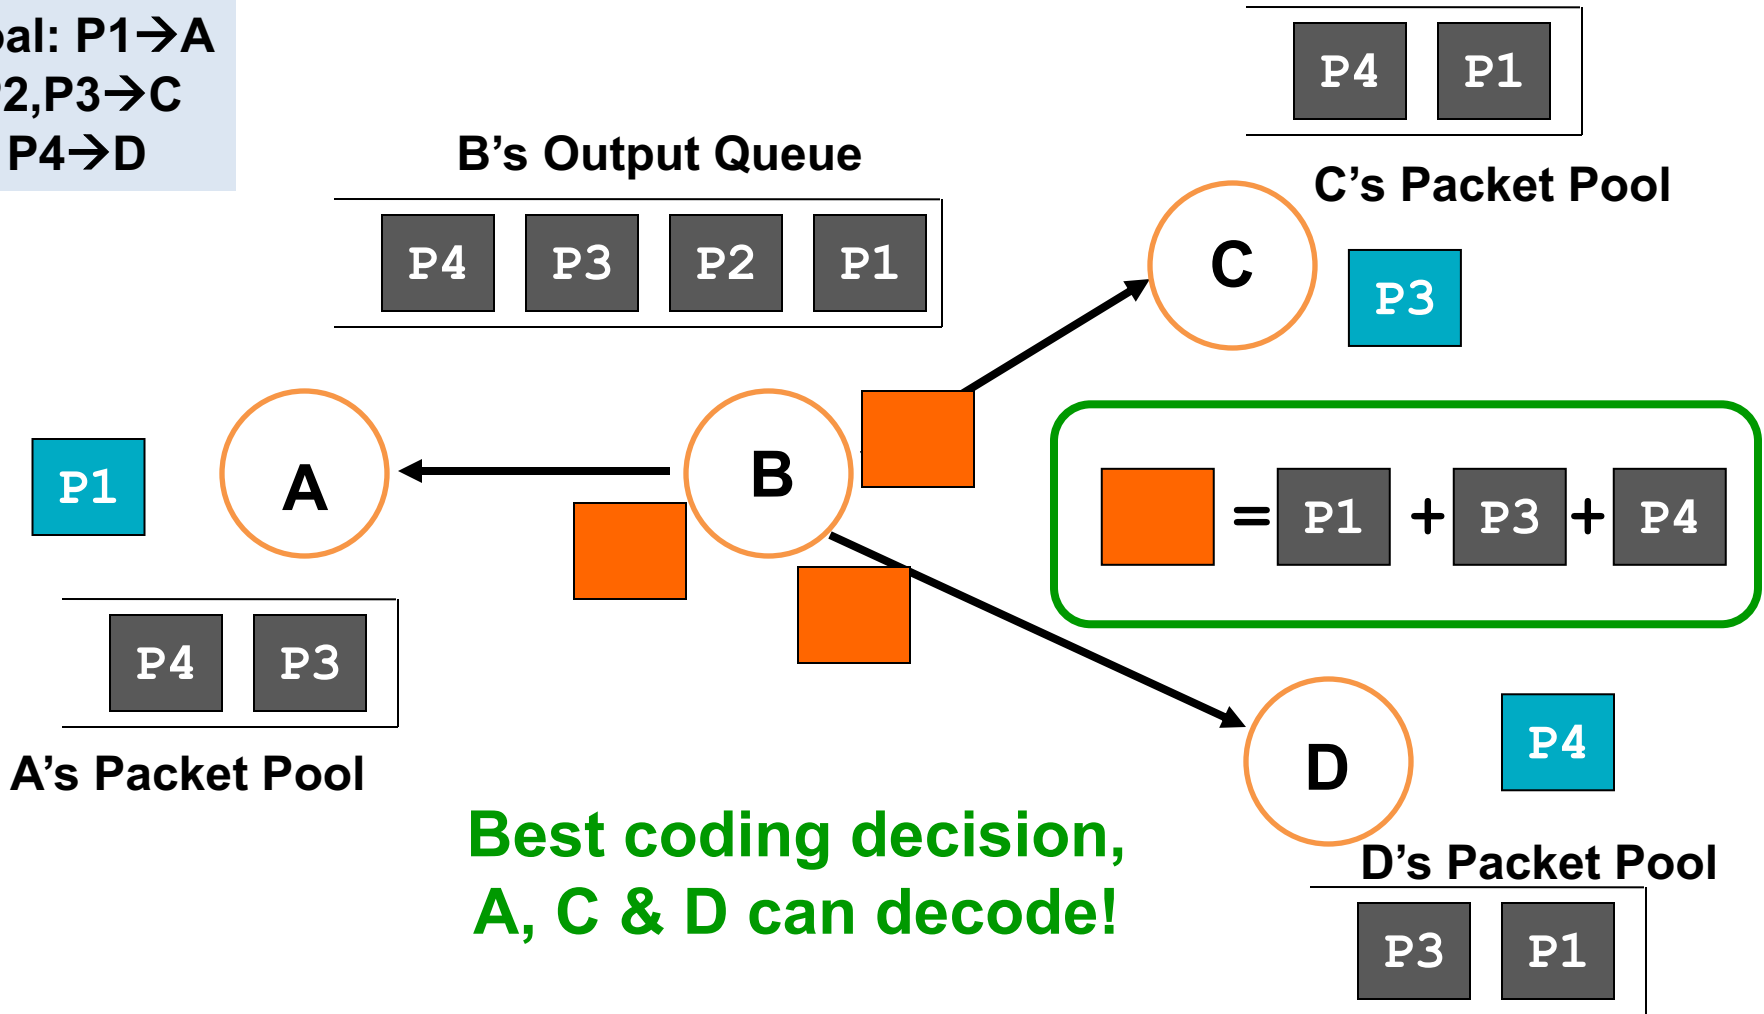 oal: P1→A
2,P3→C
P4→D
B's Output Queue
P4 P3 P2 P1
P4 P1
C's Packet Pool
C
P3
P1
A
B
= P1 + P3 + P4
P4 P3
A's Packet Pool
D
P4
D's Packet Pool
P3 P1
Best coding decision,
A, C & D can decode!